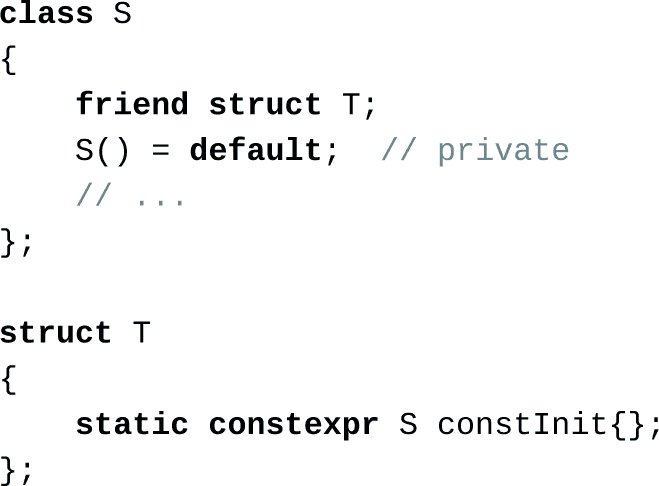 class S
{
    friend struct T;
    S() = default;  // private
    // ...
};

struct T
{
    static constexpr S constInit{};
};